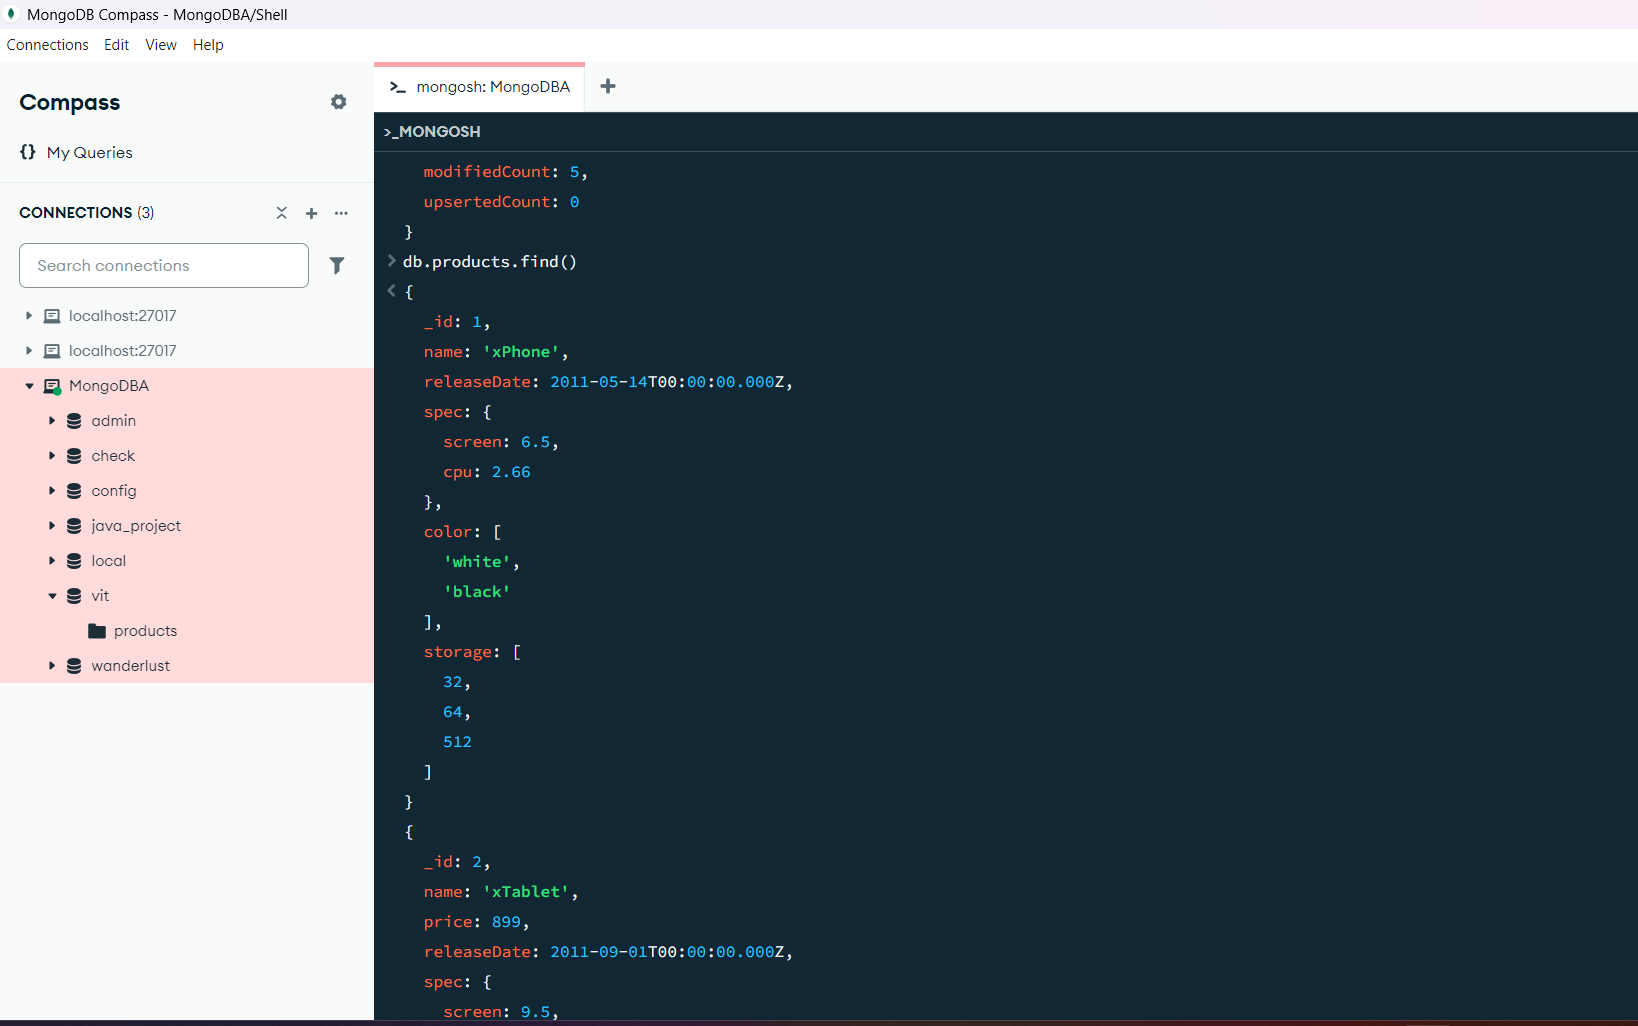 MongoDB Compass - MongoDBA/Shell
Connections Edit View Help
Compass
{} My Queries
CONNECTIONS (3)
Search connections
localhost:27017
localhost:27017
MongoDBA
admin
check
config
java_project
local
vit
products
wanderlust
>_ mongosh: MongoDBA
>_MONGOSH
modifiedCount: 5,
upsertedCount: 0
}
> db.products.find()
< {
_id: 1,
name: 'xPhone',
releaseDate: 2011-05-14T00:00:00.000Z,
spec: {
screen: 6.5,
cpu: 2.66
},
color: [
'white',
'black'
],
storage: [
32,
64,
512
]
}
{
_id: 2,
name: 'xTablet',
price: 899,
releaseDate: 2011-09-01T00:00:00.000Z,
spec: {
screen: 9.5,